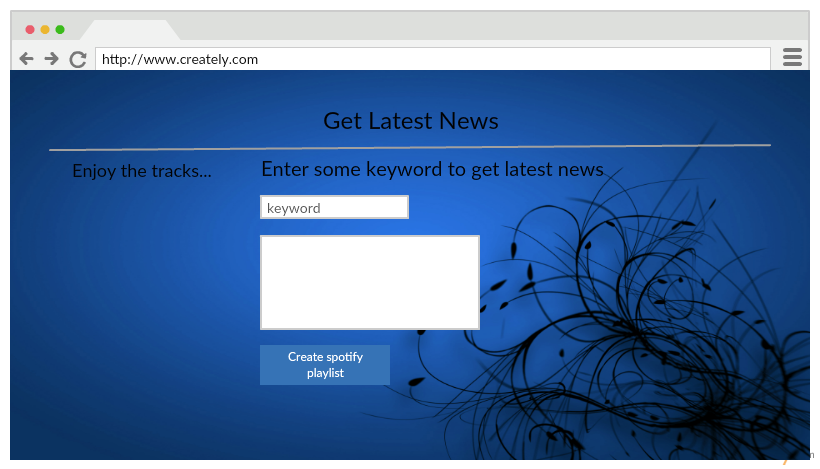 http://www.creately.com
Get Latest News
Enjoy the tracks...
Enter some keyword to get latest news
keyword
Create spotify
playlist